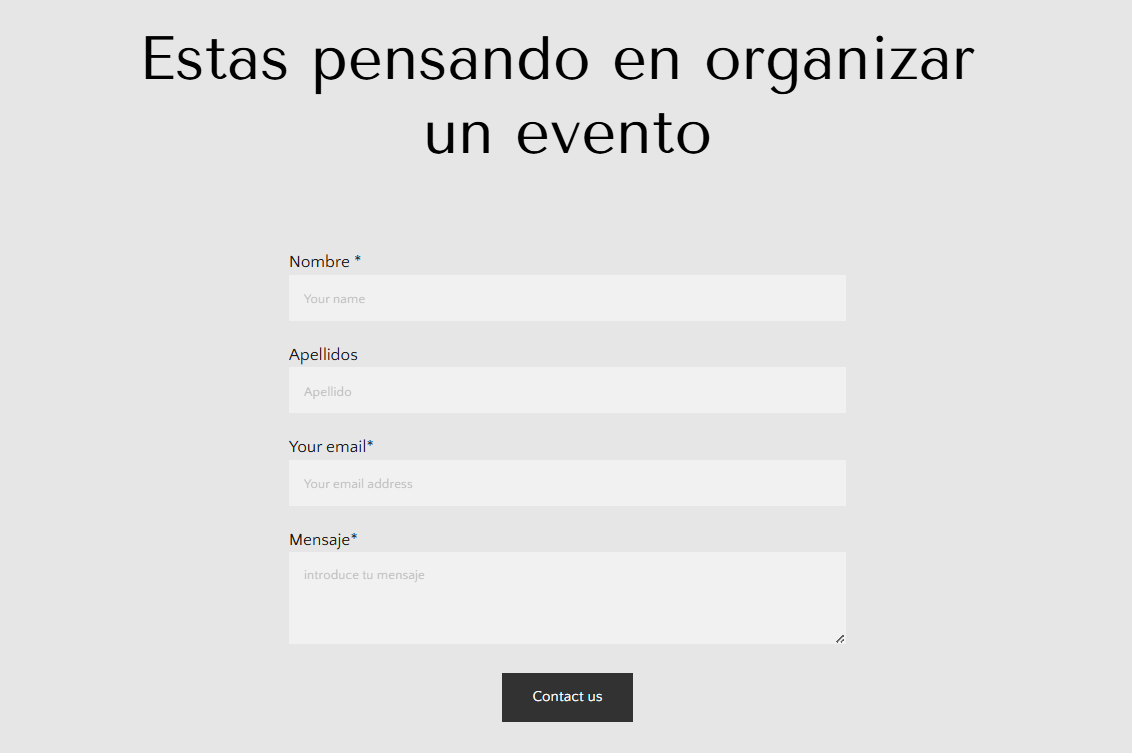 Estas pensando en organizar
un evento
Nombre *
Your name
Apellidos
Apellido
Your email*
Your email address
Mensaje*
introduce tu mensaje
Contact us